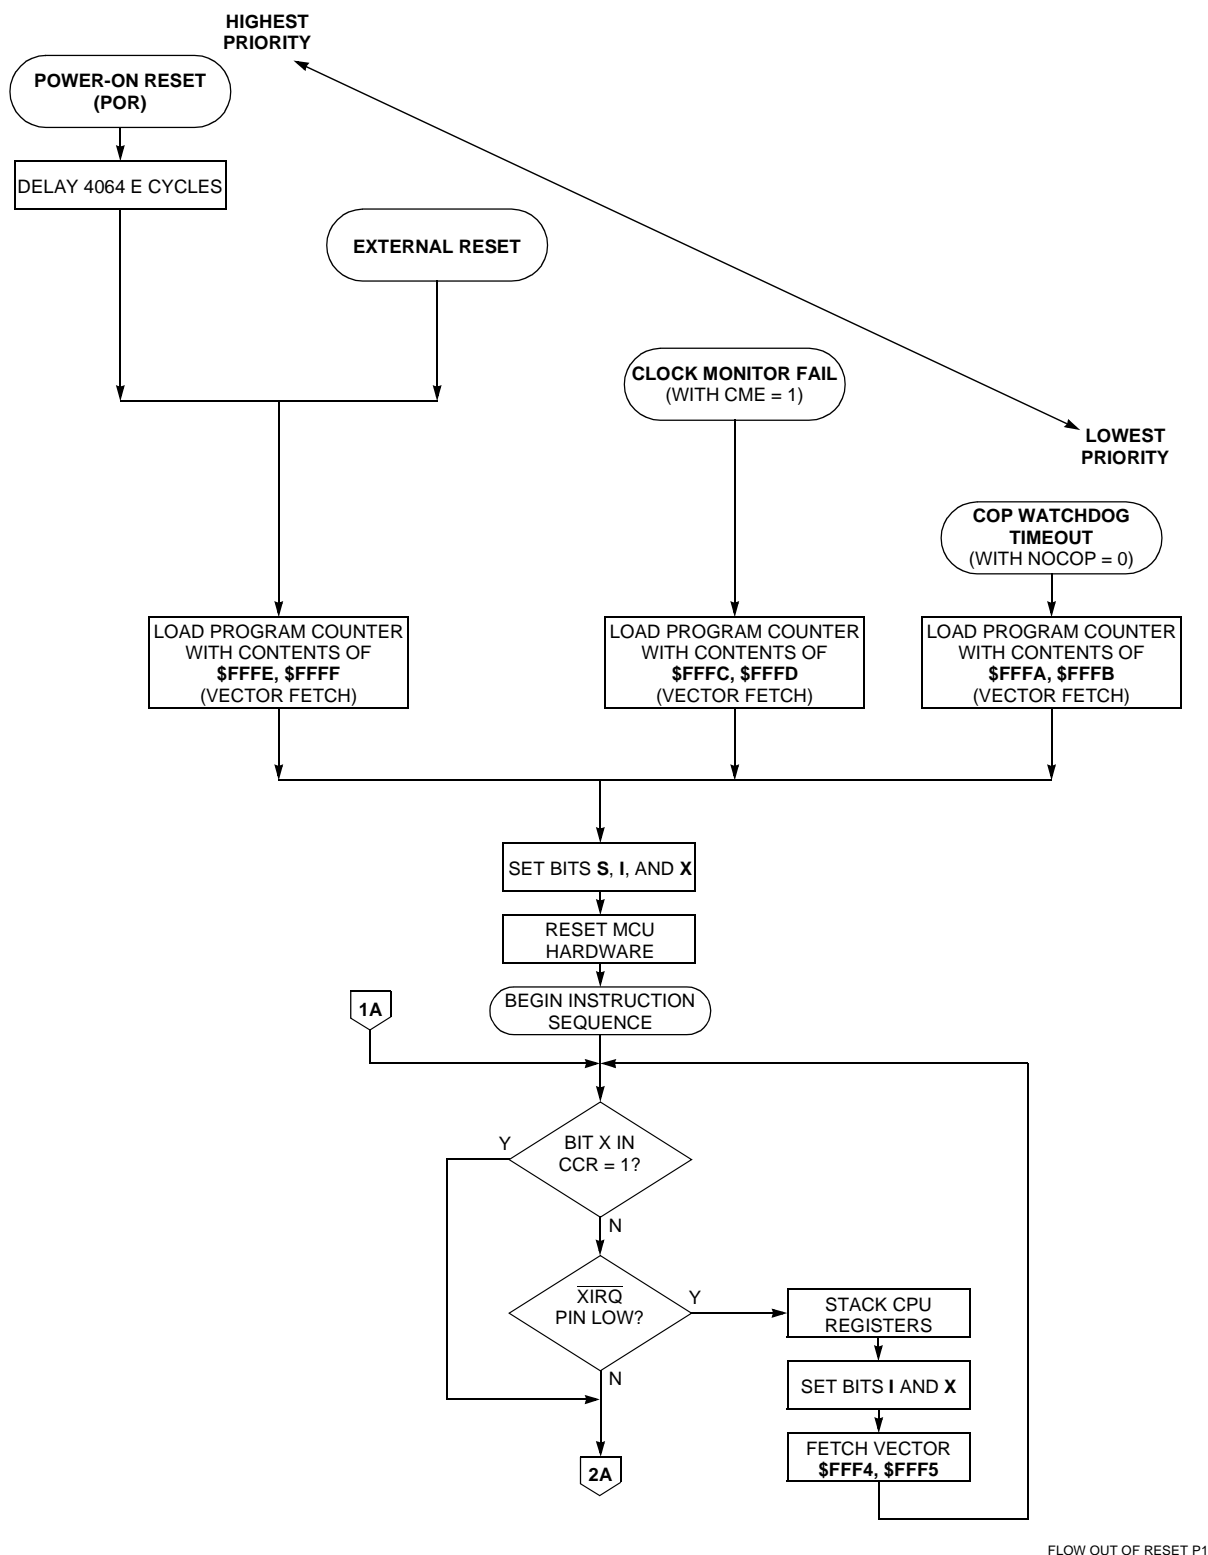 HIGHEST
PRIORITY
POWER-ON RESET
(POR)
DELAY 4064 E CYCLES
EXTERNAL RESET
CLOCK MONITOR FAIL
(WITH CME = 1)
LOWEST
PRIORITY
COP WATCHDOG
TIMEOUT
(WITH NOCOP = 0)
LOAD PROGRAM COUNTER
WITH CONTENTS OF
$FFFE, $FFFF
(VECTOR FETCH)
LOAD PROGRAM COUNTER
WITH CONTENTS OF
$FFFC, $FFFD
(VECTOR FETCH)
LOAD PROGRAM COUNTER
WITH CONTENTS OF
$FFFA, $FFFB
(VECTOR FETCH)
SET BITS S, I, AND X
RESET MCU
HARDWARE
BEGIN INSTRUCTION
SEQUENCE
1A
Y
BIT X IN
CCR = 1?
N
XIRQ
PIN LOW?
Y
N
STACK CPU
REGISTERS
SET BITS I AND X
FETCH VECTOR
$FFF4, $FFF5
2A
FLOW OUT OF RESET P1